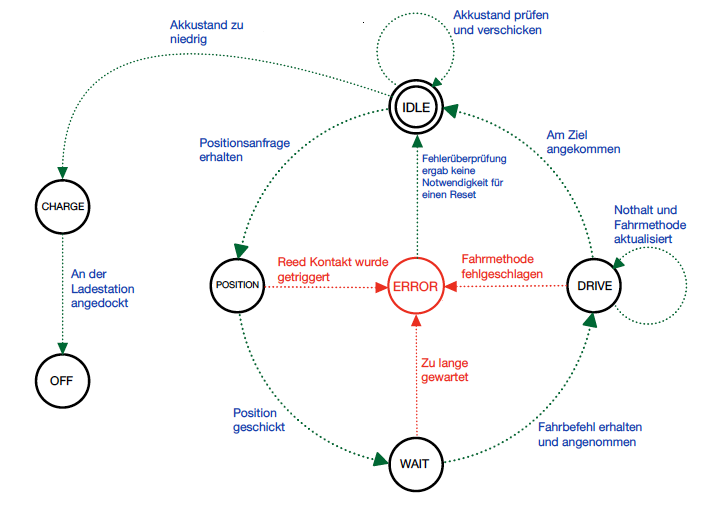 Akkustand prüfen
und verschicken
Akkustand zu
niedrig
IDLE
Positionsanfrage
erhalten
Am Ziel
angekommen
Fehlerüberprüfung
ergab keine
Notwendigkeit für
einen Reset
CHARGE
Nothalt und
Fahrmethode
aktualisiert
An der
Ladestation
angedockt
Reed Kontakt wurde
getriggert
Fahrmethode
fehlgeschlagen
POSITION
ERROR
DRIVE
OFF
Zu lange
gewartet
Position
geschickt
Fahrbefehl erhalten
und angenommen
WAIT